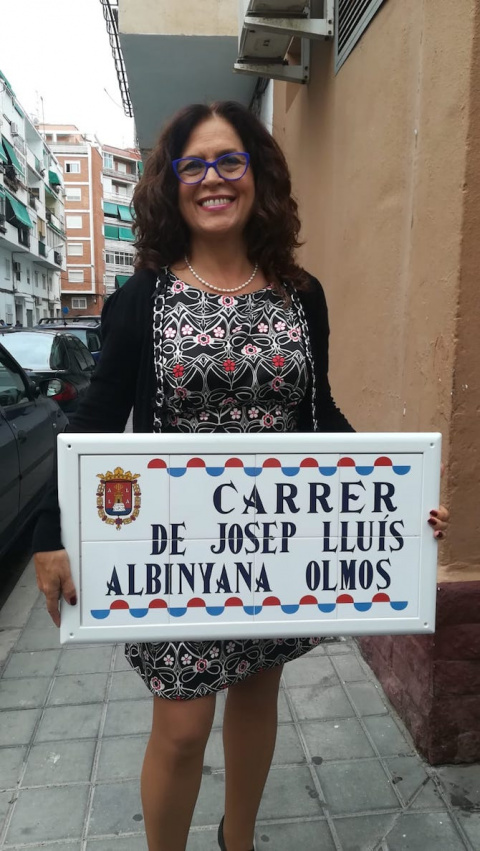 CARRER
DE JOSEP LLUÍS
ALBINYANA OLMOS